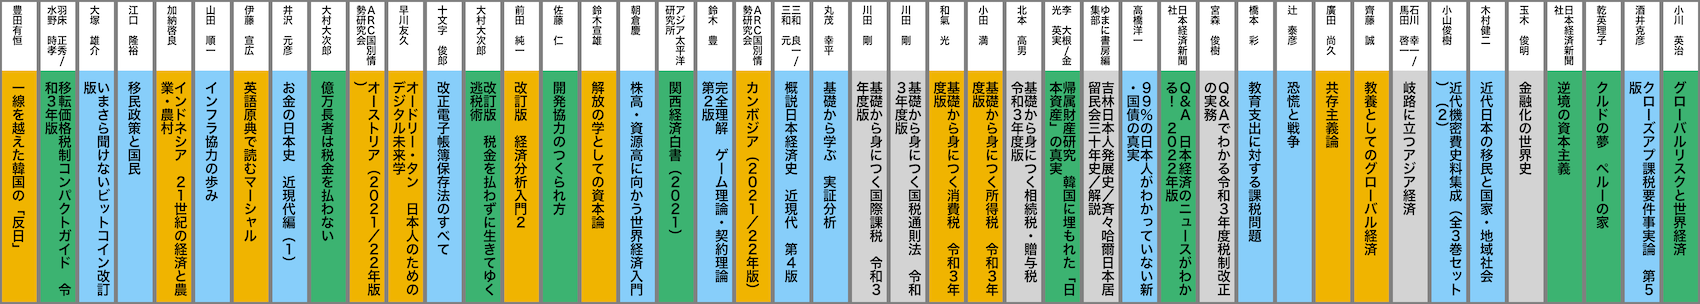 豊田有恒
一線を越えた韓国の「反日」
羽床 正秀/
水野 時孝
移転価格税制コンパクトガイド 令
和3年版
大塚 雄介
いまさら聞けないビットコイン改訂
版
江口 隆裕
移民政策と国民
加納啓良
インドネシア 21世紀の経済と農
業・農村
山田 順一
インフラ協力の歩み
伊藤 宣広
英語原典で読むマーシャル
井沢 元彦
お金の日本史 近現代編(1)
大村大次郎
億万長者は税金を払わない
ARC国別情
勢研究会
オーストリア(2021/22年版
)
早川友久
オードリー・タン 日本人のための
デジタル未来学
十文字 俊郎
改正電子帳簿保存法のすべて
大村大次郎
改訂版 税金を払わずに生きてゆく
逃税術
前田 純一
改訂版 経済分析入門2
佐藤 仁
開発協力のつくられ方
鈴木宣雄
解放の学としての資本論
朝倉慶
株高・資源高に向かう世界経済入門
アジア太平洋
研究所
関西経済白書(2021)
鈴木 豊
完全理解 ゲーム理論・契約理論
第2版
ARC国別情
勢研究会
カンボジア(2021/22年版)
三和 良一/
三和 元
概説日本経済史 近現代 第4版
丸茂 幸平
基礎から学ぶ 実証分析
川田 剛
基礎から身につく国際課税 令和3
年度版
川田 剛
基礎から身につく国税通則法 令和
3年度版
和氣 光
基礎から身につく消費税 令和3年
度版
小田 満
基礎から身につく所得税 令和3年
度版
北本 高男
基礎から身につく相続税・贈与税
令和3年度版
李 大根/金
光 英実
帰属財産研究 韓国に埋もれた「日
本資産」の真実
ゆまに書房編
集部
吉林日本人発展史/斉々哈爾日本居
留民会三十年史/解説
高橋洋一
99%の日本人がわかっていない新
・国債の真実
日本経済新聞
社
Q&A 日本経済のニュースがわか
る! 2022年版
宮森 俊樹
Q&Aでわかる令和3年度税制改正
の実務
橋本 彩
教育支出に対する課税問題
辻 泰彦
恐慌と戦争
廣田 尚久
共存主義論
齊藤 誠
教養としてのグローバル経済
石川 幸一/
馬田 啓一
岐路に立つアジア経済
小山俊樹
近代機密費史料集成(全3巻セット
)(2)
木村健二
近代日本の移民と国家・地域社会
玉木 俊明
金融化の世界史
日本経済新聞
社
逆境の資本主義
乾英理子
クルドの夢 ペルーの家
酒井克彦
クローズアプ課税要件事実論 第5
版
小川 英治
グローバルリスクと世界経済